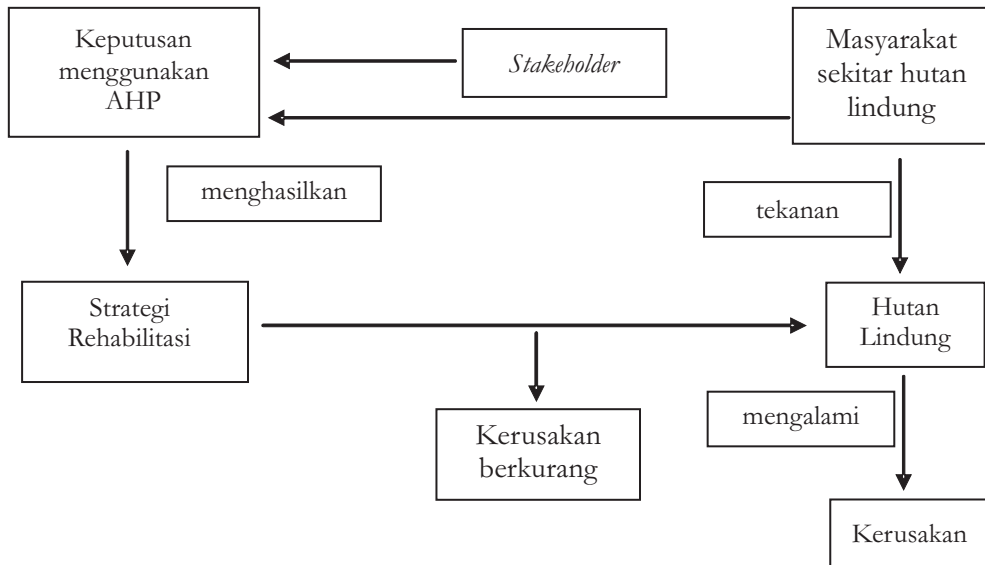 Keputusan
menggunakan
AHP
Stakeholder
Masyarakat
sekitar hutan
lindung
menghasilkan
tekanan
Strategi
Rehabilitasi
Hutan
Lindung
mengalami
Kerusakan
berkurang
Kerusakan